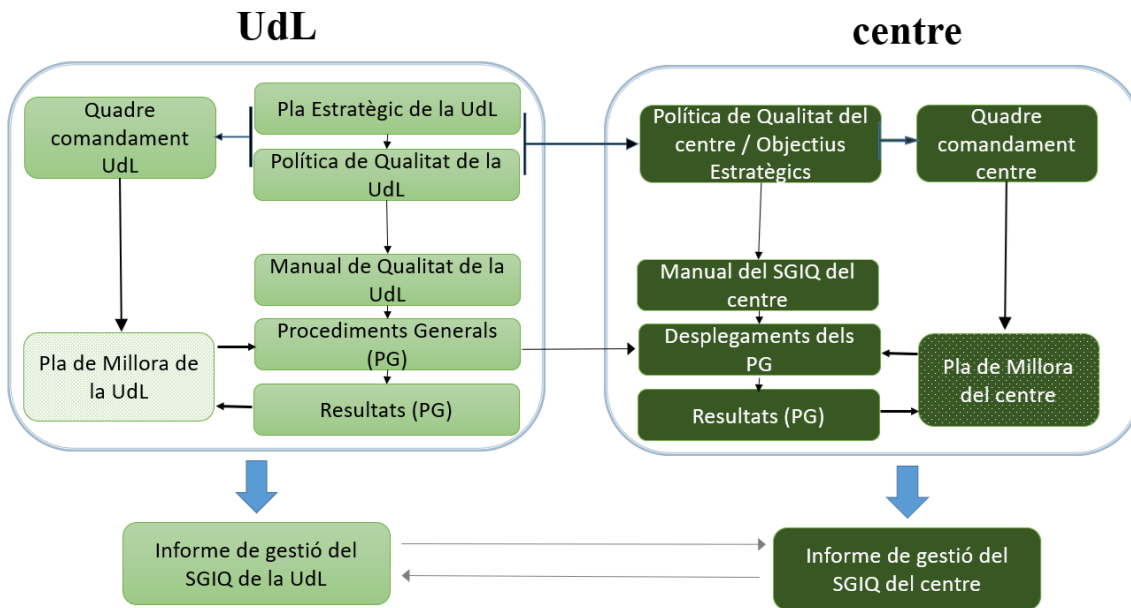 UdL
Quadre
comandament
UdL
Pla Estratègic de la UdL
Política de Qualitat de la
UdL
Manual de Qualitat de la
UdL
Procediments Generals
(PG)
Pla de Millora de
la UdL
Resultats (PG)
Informe de gestió del
SGIQ de la UdL
centre
Política de Qualitat del
centre / Objectius
Estratègics
Quadre
comandament
centre
Manual del SGIQ del
centre
Desplegaments dels
PG
Pla de Millora
del centre
Resultats (PG)
Informe de gestió del
SGIQ del centre